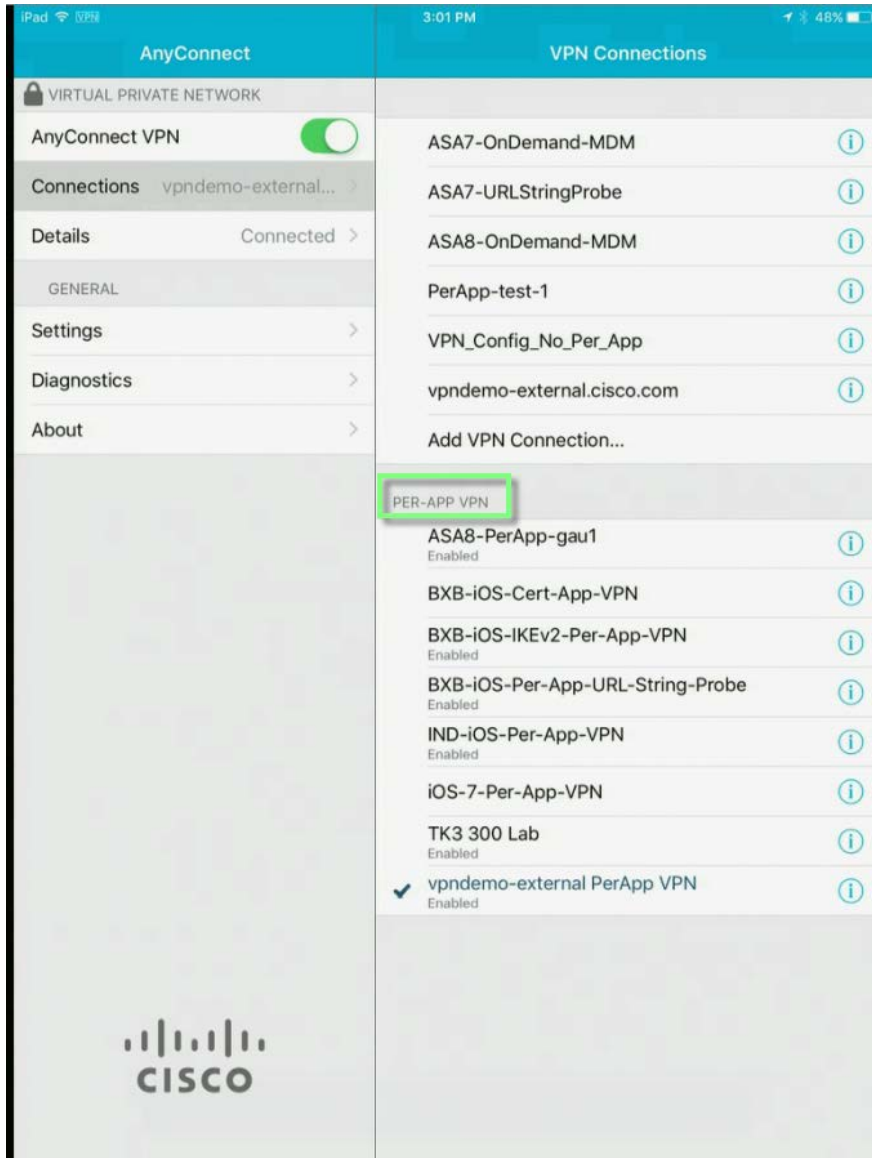 iPad VPN 3:01 PM 48%
AnyConnect
VIRTUAL PRIVATE NETWORK
AnyConnect VPN
Connections vpndemo-external...
Details Connected
GENERAL
Settings
Diagnostics
About
CISCO
VPN Connections
ASA7-OnDemand-MDM
ASA7-URLStringProbe
ASA8-OnDemand-MDM
PerApp-test-1
VPN_Config_No_Per_App
vpndemo-external.cisco.com
Add VPN Connection...
PER-APP VPN
ASA8-PerApp-gau1
Enabled
BXB-iOS-Cert-App-VPN
BXB-iOS-IKEv2-Per-App-VPN
Enabled
BXB-iOS-Per-App-URL-String-Probe
Enabled
IND-iOS-Per-App-VPN
Enabled
iOS-7-Per-App-VPN
TK3 300 Lab
Enabled
vpndemo-external PerApp VPN
Enabled